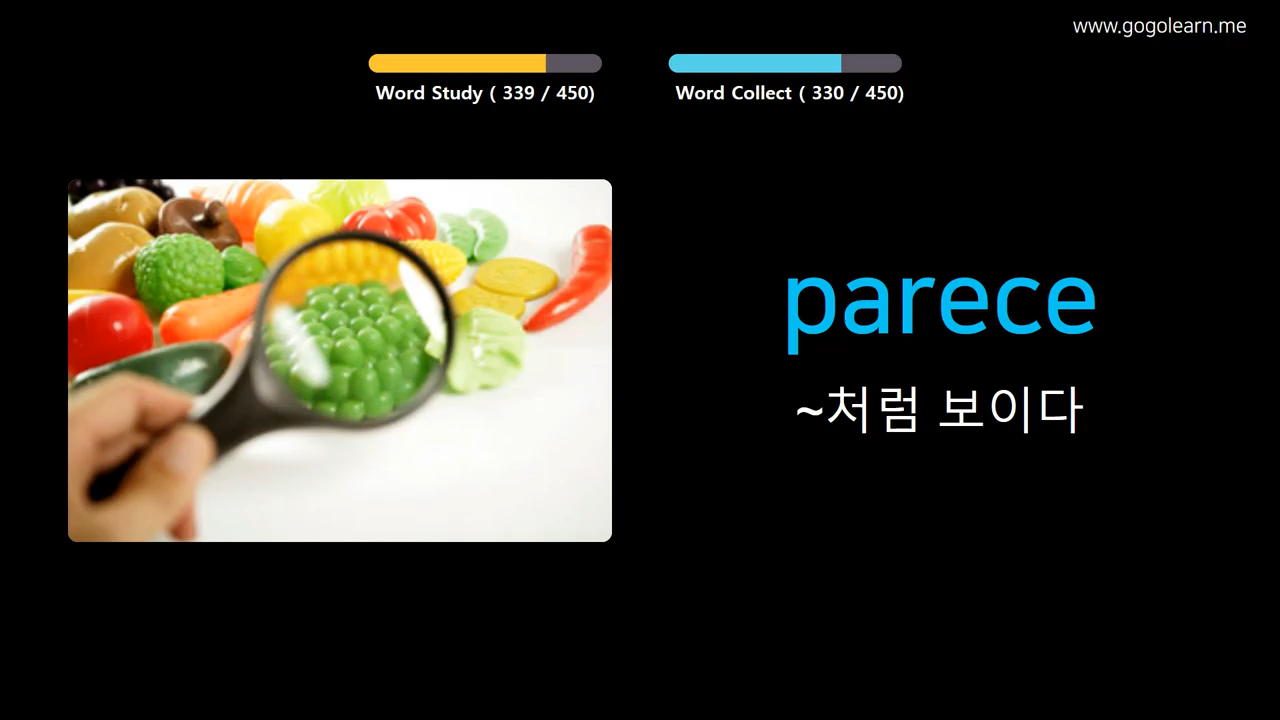 www.gogolearn.me
Word Study ( 339 / 450)
Word Collect ( 330 / 450)
parece
~처럼 보이다